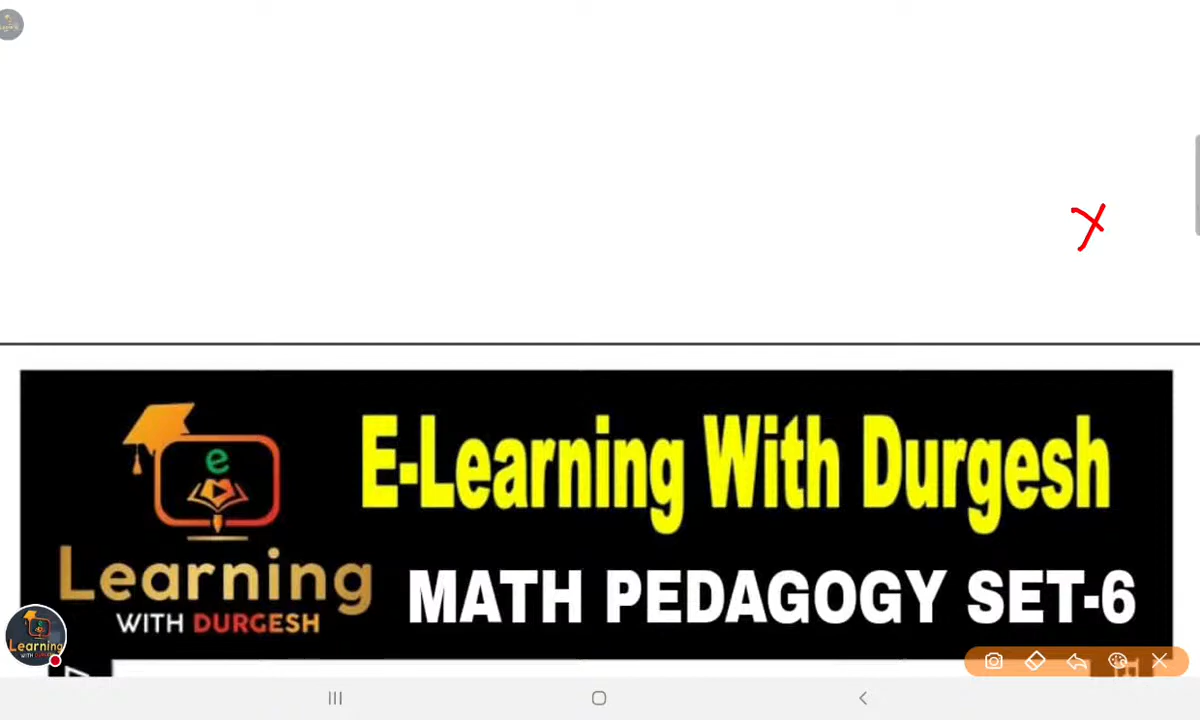 E-Learning With Durgesh
e
Learning
WITH DURGESH
MATH PEDAGOGY SET-6
Learning